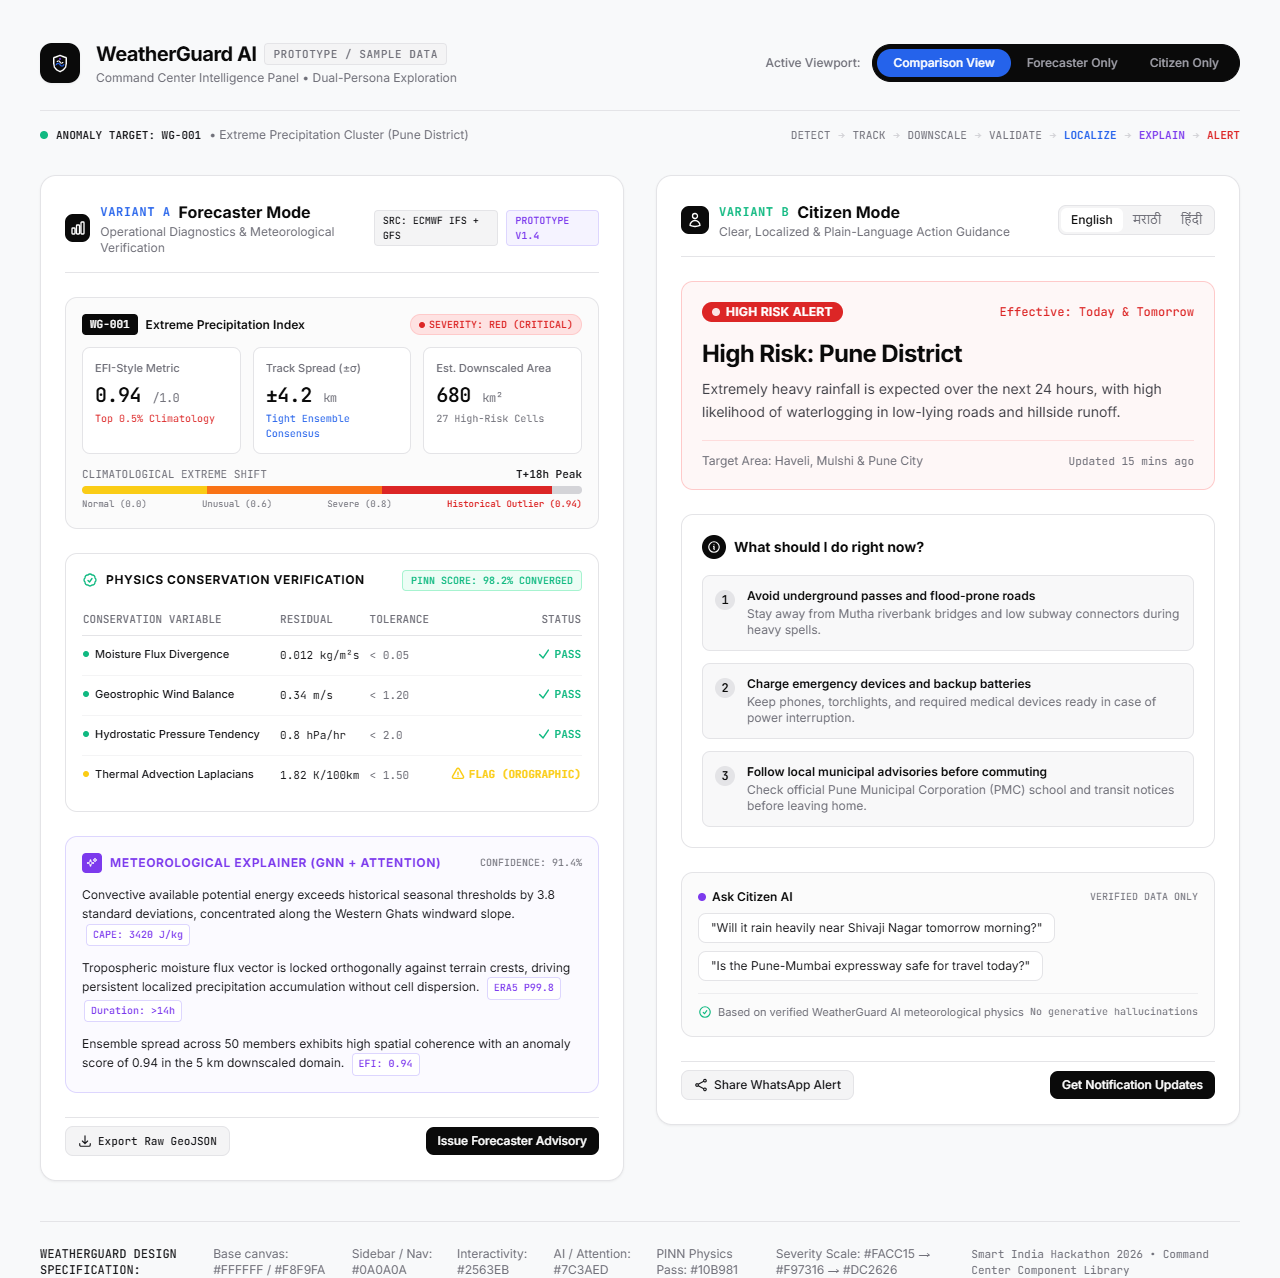 WeatherGuard AI PROTOTYPE / SAMPLE DATA
Command Center Intelligence Panel • Dual-Persona Exploration
Active Viewport: Comparison View Forecaster Only Citizen Only
ANOMALY TARGET: WG-001 • Extreme Precipitation Cluster (Pune District)
DETECT → TRACK → DOWNSCALE → VALIDATE → LOCALIZE → EXPLAIN → ALERT
VARIANT A Forecaster Mode
Operational Diagnostics & Meteorological
Verification
SRC: ECMWF IFS +
GFS
PROTOTYPE
V1.4
WG-001 Extreme Precipitation Index SEVERITY: RED (CRITICAL)
EFI-Style Metric
0.94 /1.0
Top 0.5% Climatology
Track Spread (±σ)
±4.2 km
Tight Ensemble
Consensus
Est. Downscaled Area
680 km²
27 High-Risk Cells
CLIMATOLOGICAL EXTREME SHIFT T+18h Peak
Normal (0.0) Unusual (0.6) Severe (0.8) Historical Outlier (0.94)
PHYSICS CONSERVATION VERIFICATION PINN SCORE: 98.2% CONVERGED
CONSERVATION VARIABLE RESIDUAL TOLERANCE STATUS
Moisture Flux Divergence 0.012 kg/m²s < 0.05 PASS
Geostrophic Wind Balance 0.34 m/s < 1.20 PASS
Hydrostatic Pressure Tendency 0.8 hPa/hr < 2.0 PASS
Thermal Advection Laplacians 1.82 K/100km < 1.50 FLAG (OROGRAPHIC)
METEOROLOGICAL EXPLAINER (GNN + ATTENTION) CONFIDENCE: 91.4%
Convective available potential energy exceeds historical seasonal thresholds by 3.8
standard deviations, concentrated along the Western Ghats windward slope.
CAPE: 3420 J/kg
Tropospheric moisture flux vector is locked orthogonally against terrain crests, driving
persistent localized precipitation accumulation without cell dispersion. ERA5 P99.8
Duration: >14h
Ensemble spread across 50 members exhibits high spatial coherence with an anomaly
score of 0.94 in the 5 km downscaled domain. EFI: 0.94
Export Raw GeoJSON Issue Forecaster Advisory
VARIANT B Citizen Mode
Clear, Localized & Plain-Language Action Guidance
English मराठी हिंदी
HIGH RISK ALERT Effective: Today & Tomorrow
High Risk: Pune District
Extremely heavy rainfall is expected over the next 24 hours, with high
likelihood of waterlogging in low-lying roads and hillside runoff.
Target Area: Haveli, Mulshi & Pune City Updated 15 mins ago
What should I do right now?
1 Avoid underground passes and flood-prone roads
Stay away from Mutha riverbank bridges and low subway connectors during
heavy spells.
2 Charge emergency devices and backup batteries
Keep phones, torchlights, and required medical devices ready in case of
power interruption.
3 Follow local municipal advisories before commuting
Check official Pune Municipal Corporation (PMC) school and transit notices
before leaving home.
Ask Citizen AI VERIFIED DATA ONLY
"Will it rain heavily near Shivaji Nagar tomorrow morning?"
"Is the Pune-Mumbai expressway safe for travel today?"
Based on verified WeatherGuard AI meteorological physics No generative hallucinations
Share WhatsApp Alert Get Notification Updates
WEATHERGUARD DESIGN
SPECIFICATION:
Base canvas:
#FFFFFF / #F8F9FA
Sidebar / Nav:
#0A0A0A
Interactivity:
#2563EB
AI / Attention:
#7C3AED
PINN Physics
Pass: #10B981
Severity Scale: #FACC15 →
#F97316 → #DC2626
Smart India Hackathon 2026 • Command
Center Component Library